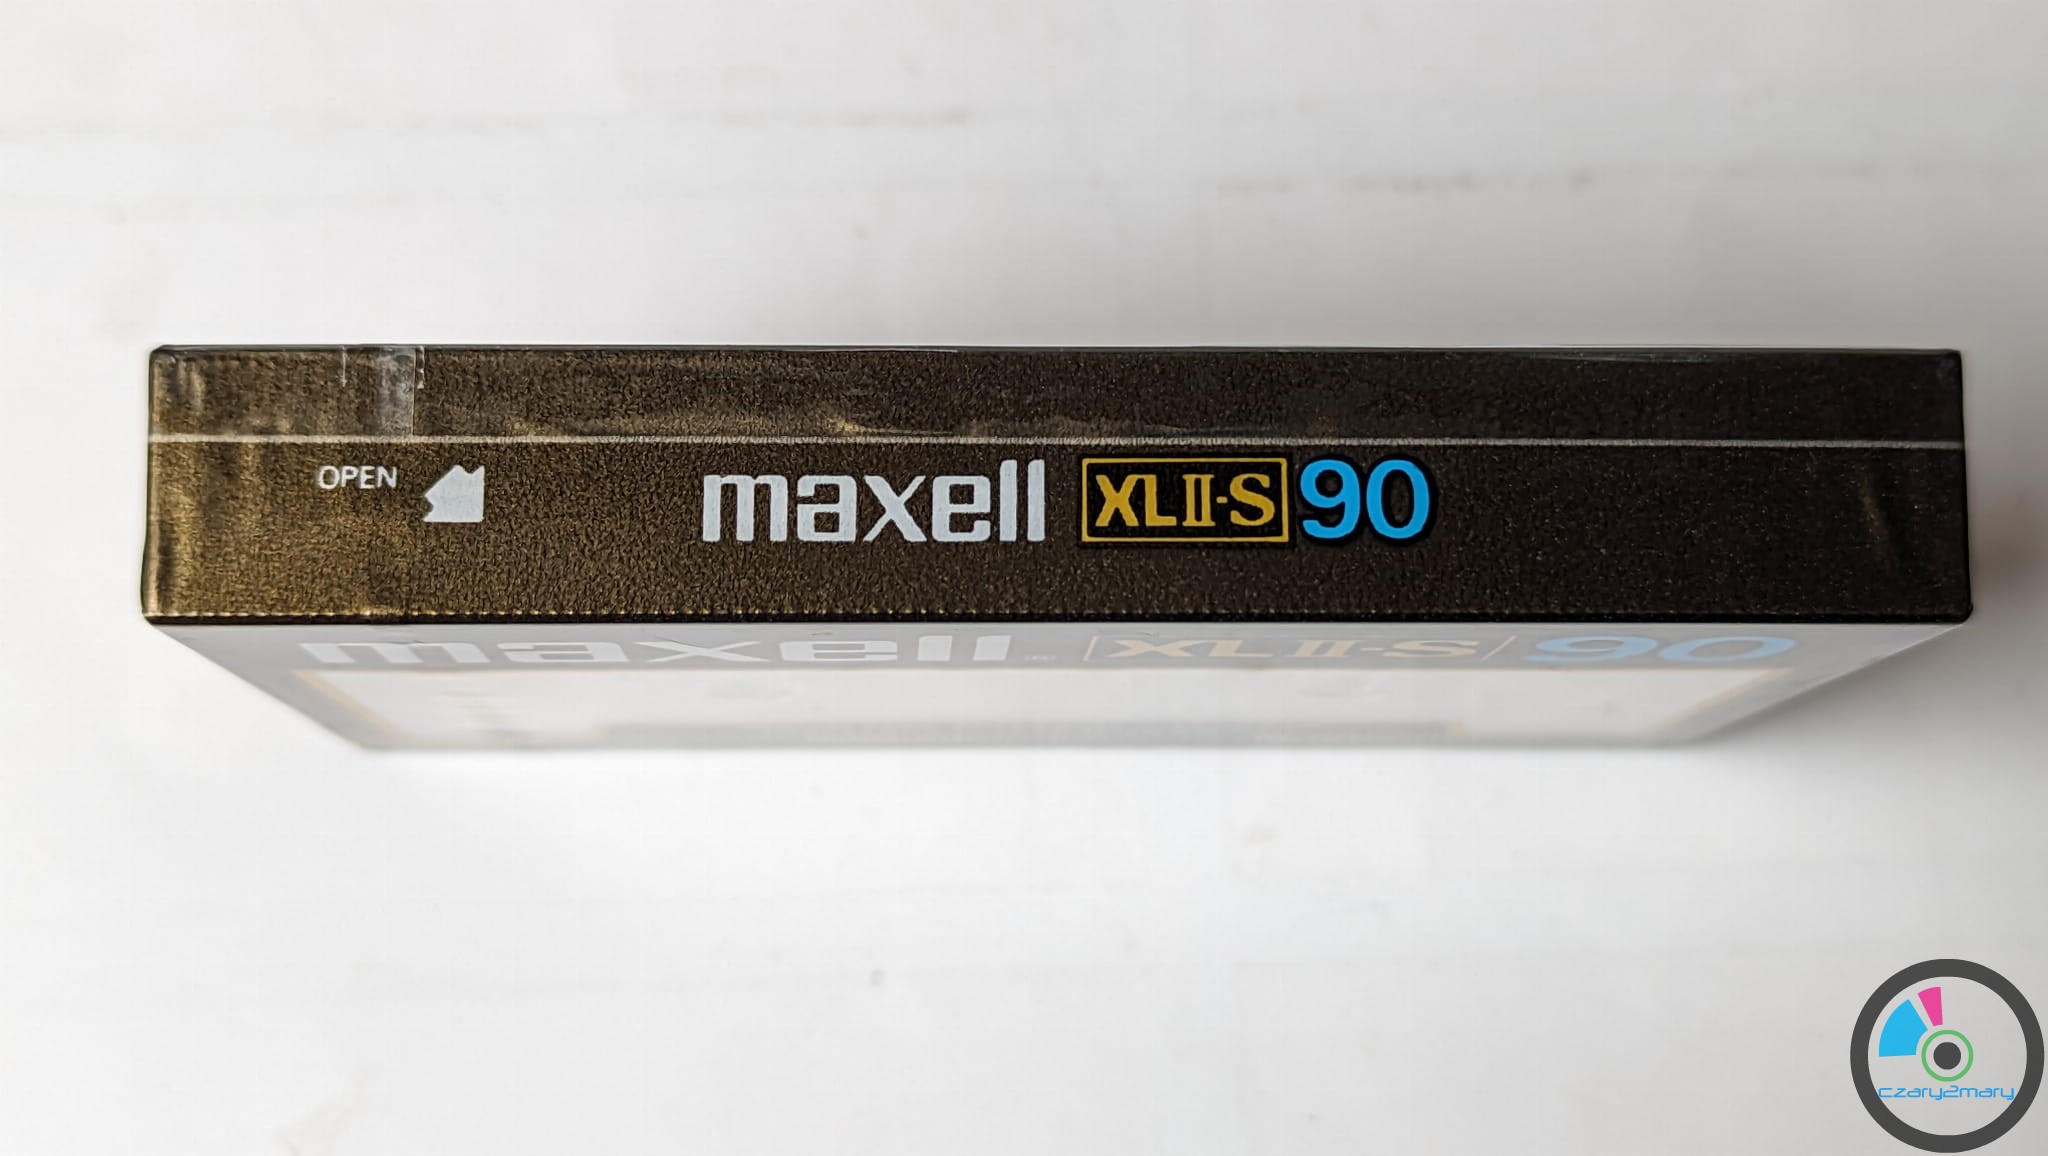 OPEN
maxell XLII-S 90
maxell XLII-S 90
czary2mary